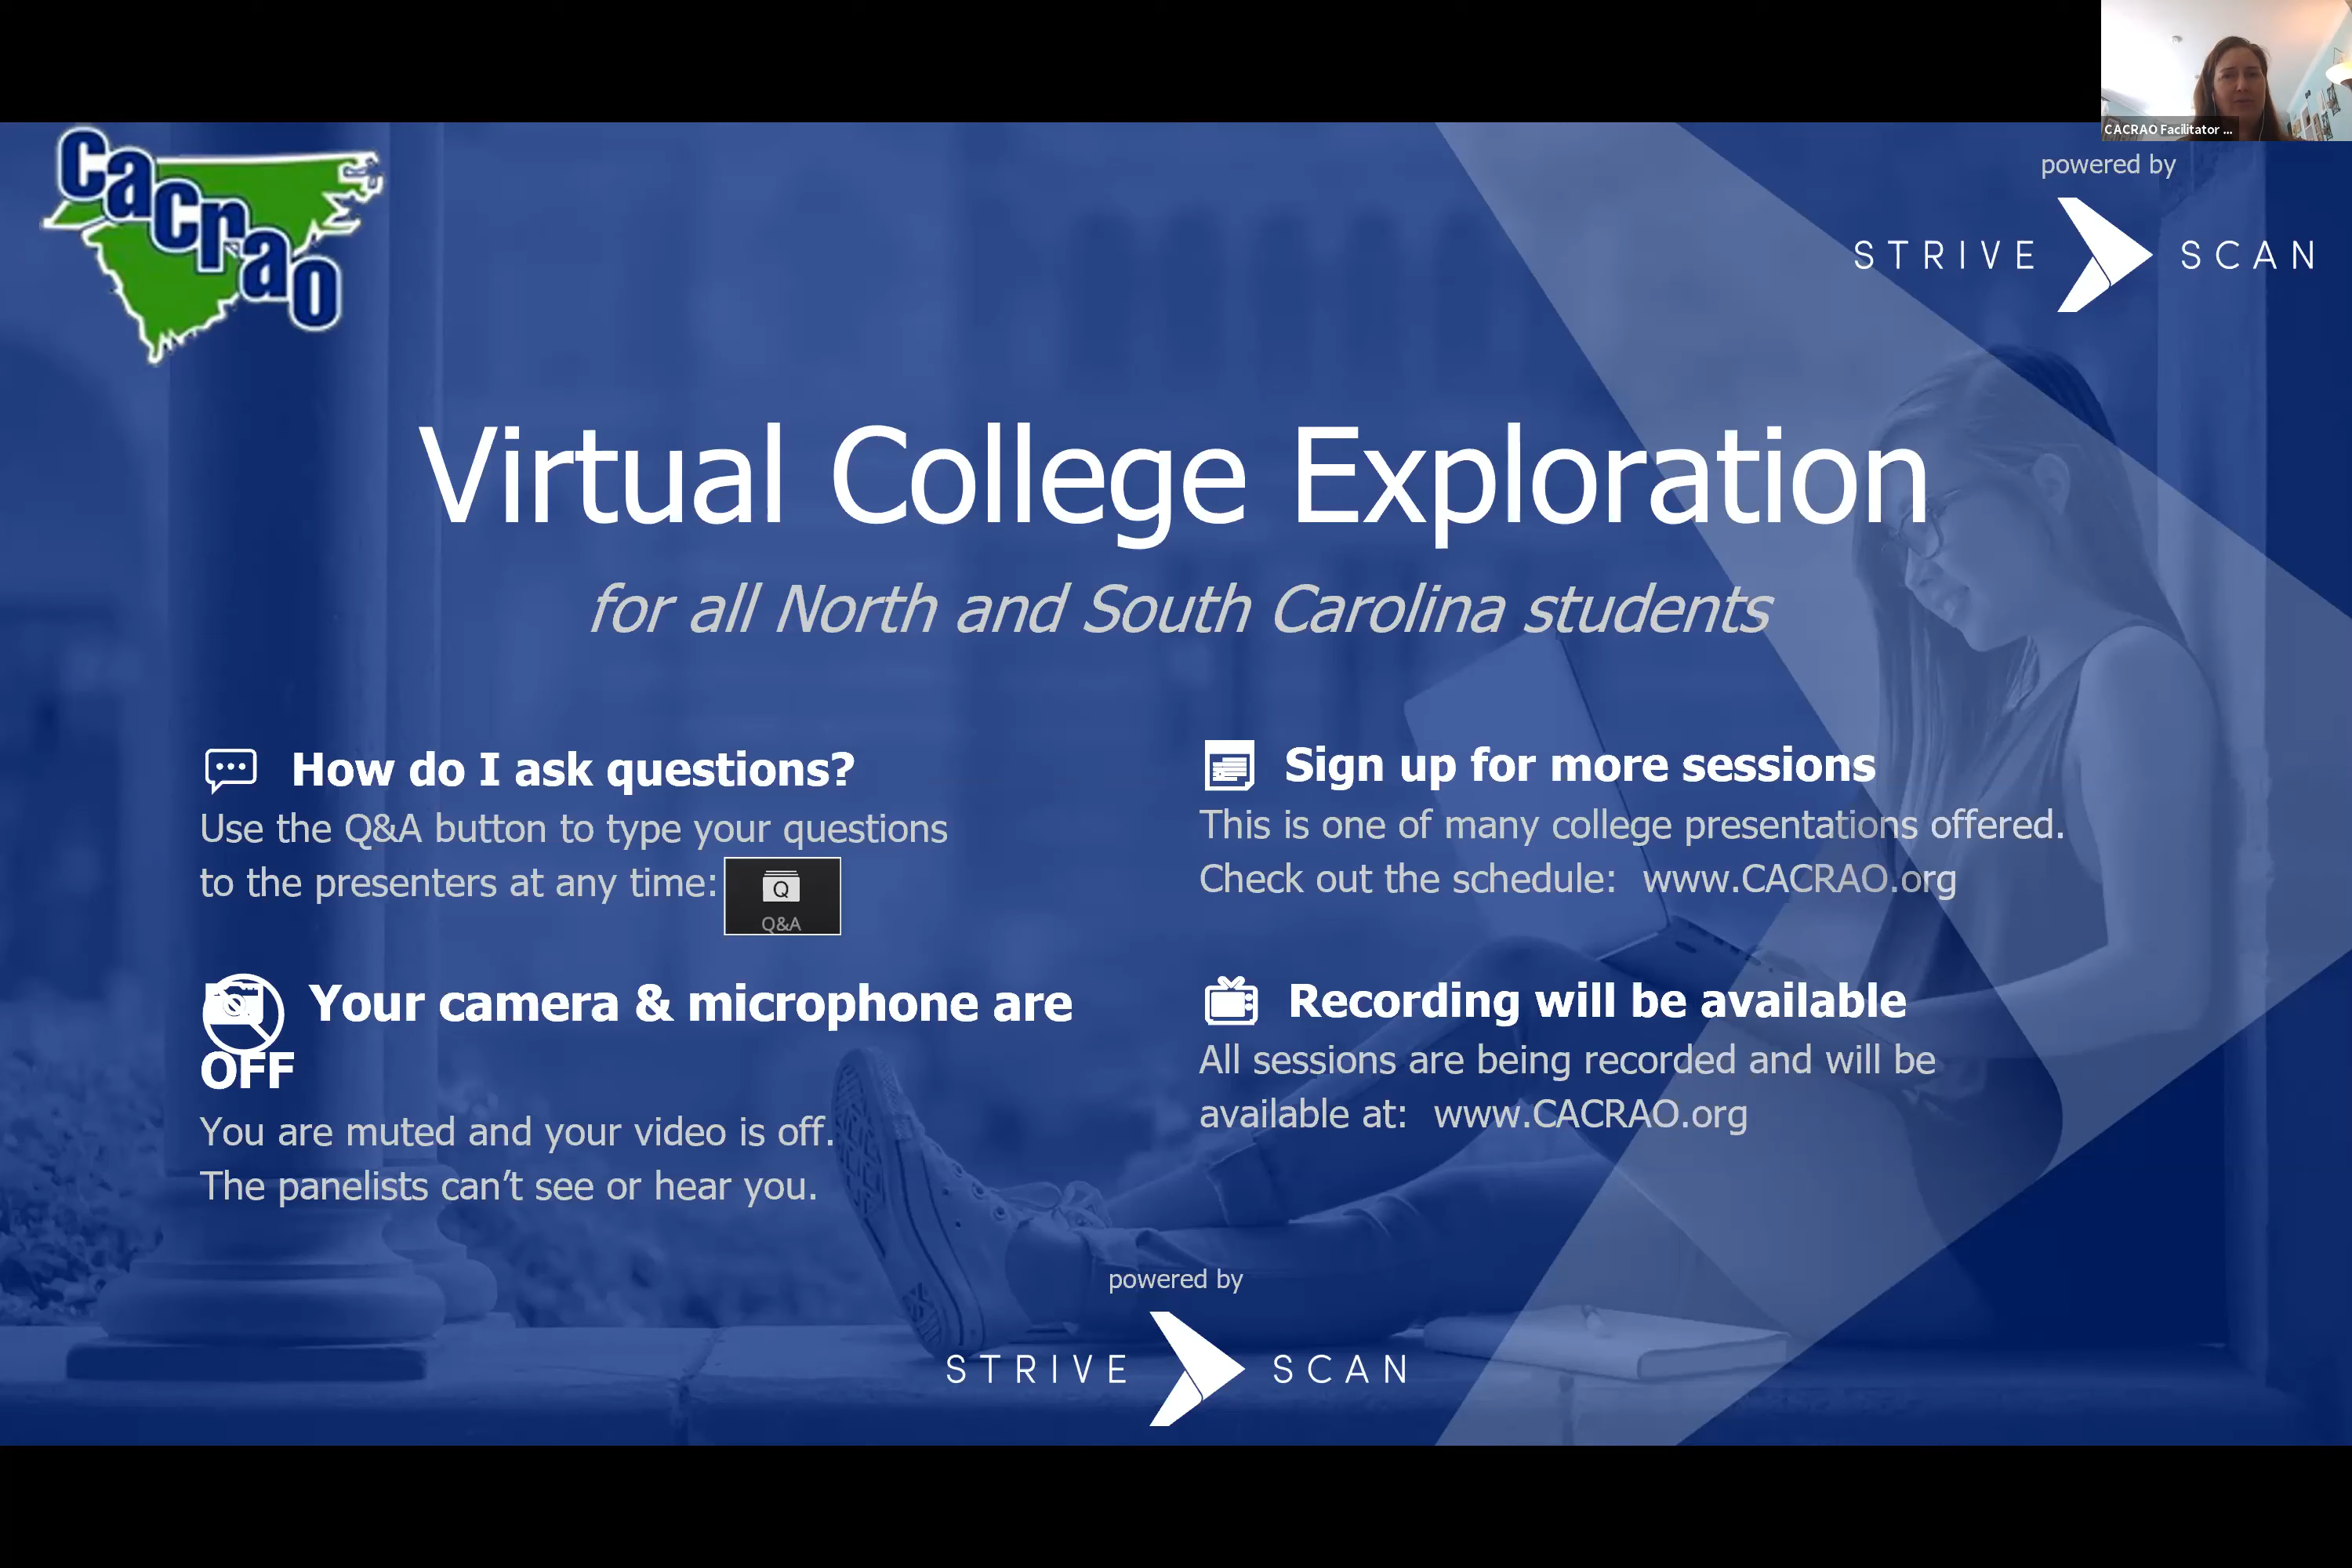 CACRAO Facilitator ...
cacrao
powered by
STRIVE SCAN
Virtual College Exploration
for all North and South Carolina students
How do I ask questions?
Use the Q&A button to type your questions
to the presenters at any time:
Q
Q&A
Your camera & microphone are
OFF
You are muted and your video is off.
The panelists can’t see or hear you.
Sign up for more sessions
This is one of many college presentations offered.
Check out the schedule: www.CACRAO.org
Recording will be available
All sessions are being recorded and will be
available at: www.CACRAO.org
powered by
STRIVE SCAN